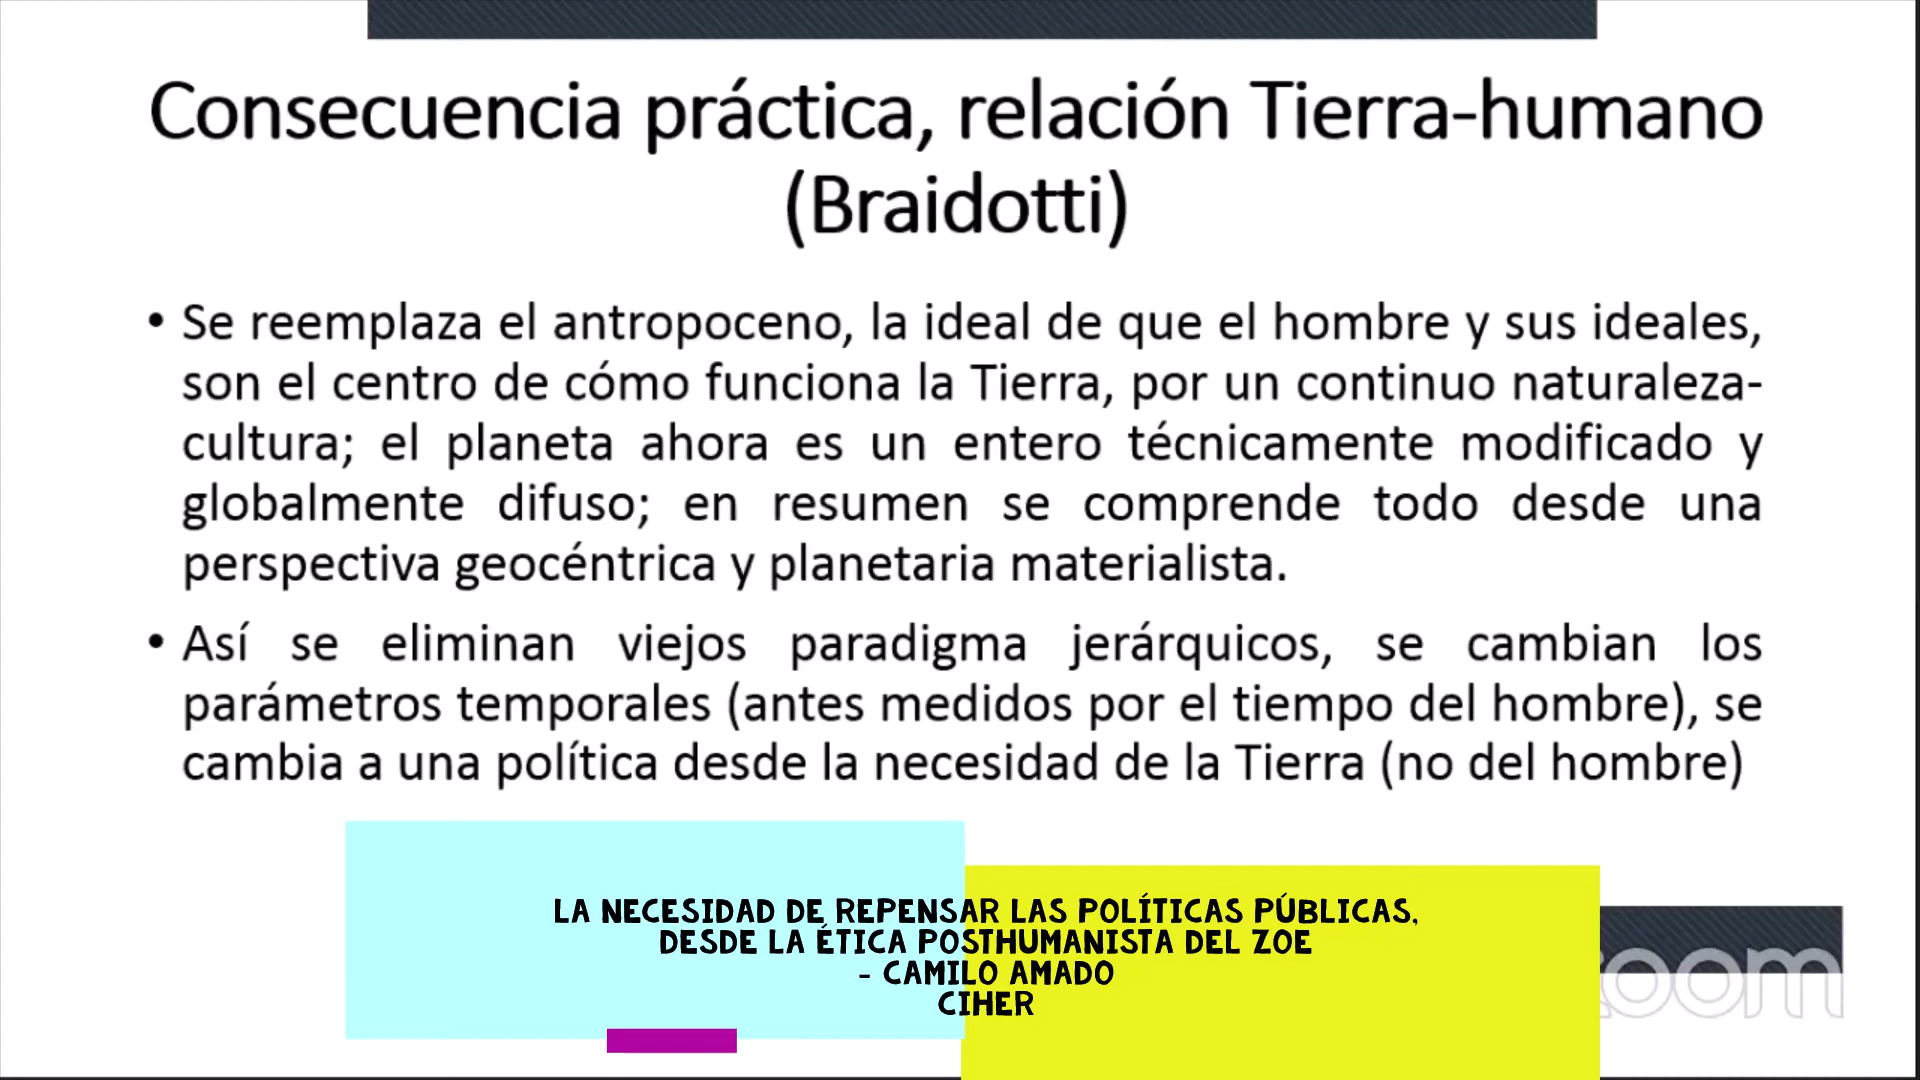 Consecuencia práctica, relación Tierra-humano
(Braidotti)
• Se reemplaza el antropoceno, la ideal de que el hombre y sus ideales,
son el centro de cómo funciona la Tierra, por un continuo naturaleza-
cultura; el planeta ahora es un entero técnicamente modificado y
globalmente difuso; en resumen se comprende todo desde una
perspectiva geocéntrica y planetaria materialista.
• Así se eliminan viejos paradigma jerárquicos, se cambian los
parámetros temporales (antes medidos por el tiempo del hombre), se
cambia a una política desde la necesidad de la Tierra (no del hombre)
LA NECESIDAD DE REPENSAR LAS POLÍTICAS PÚBLICAS,
DESDE LA ÉTICA POSTHUMANISTA DEL ZOE
- CAMILO AMADO
CIHER
zoom